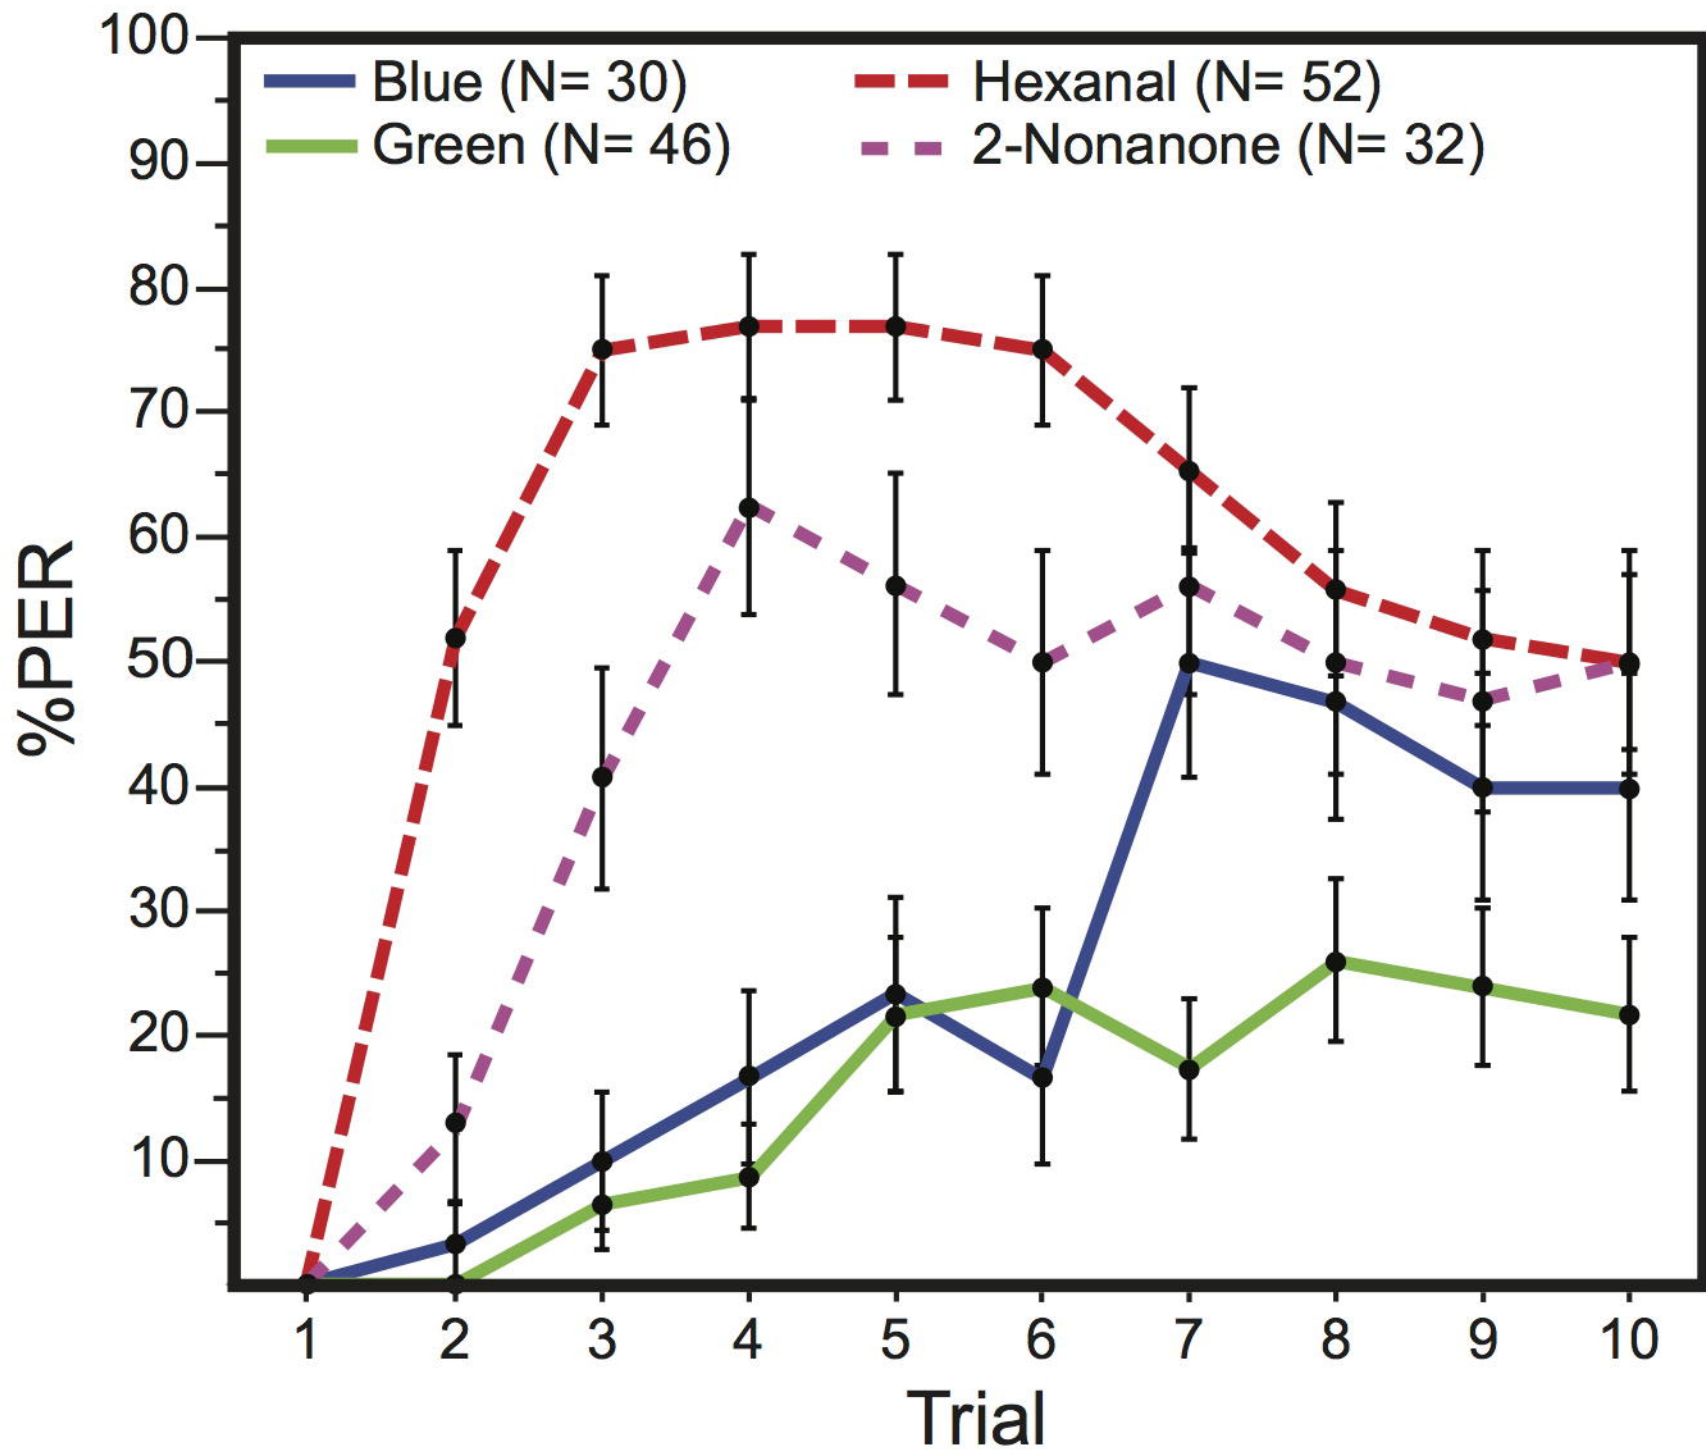 100
90
80
70
60
50
40
30
20
10
%PER
Blue (N= 30)
Green (N= 46)
Hexanal (N= 52)
2-Nonanone (N= 32)
1 2 3 4 5 6 7 8 9 10
Trial